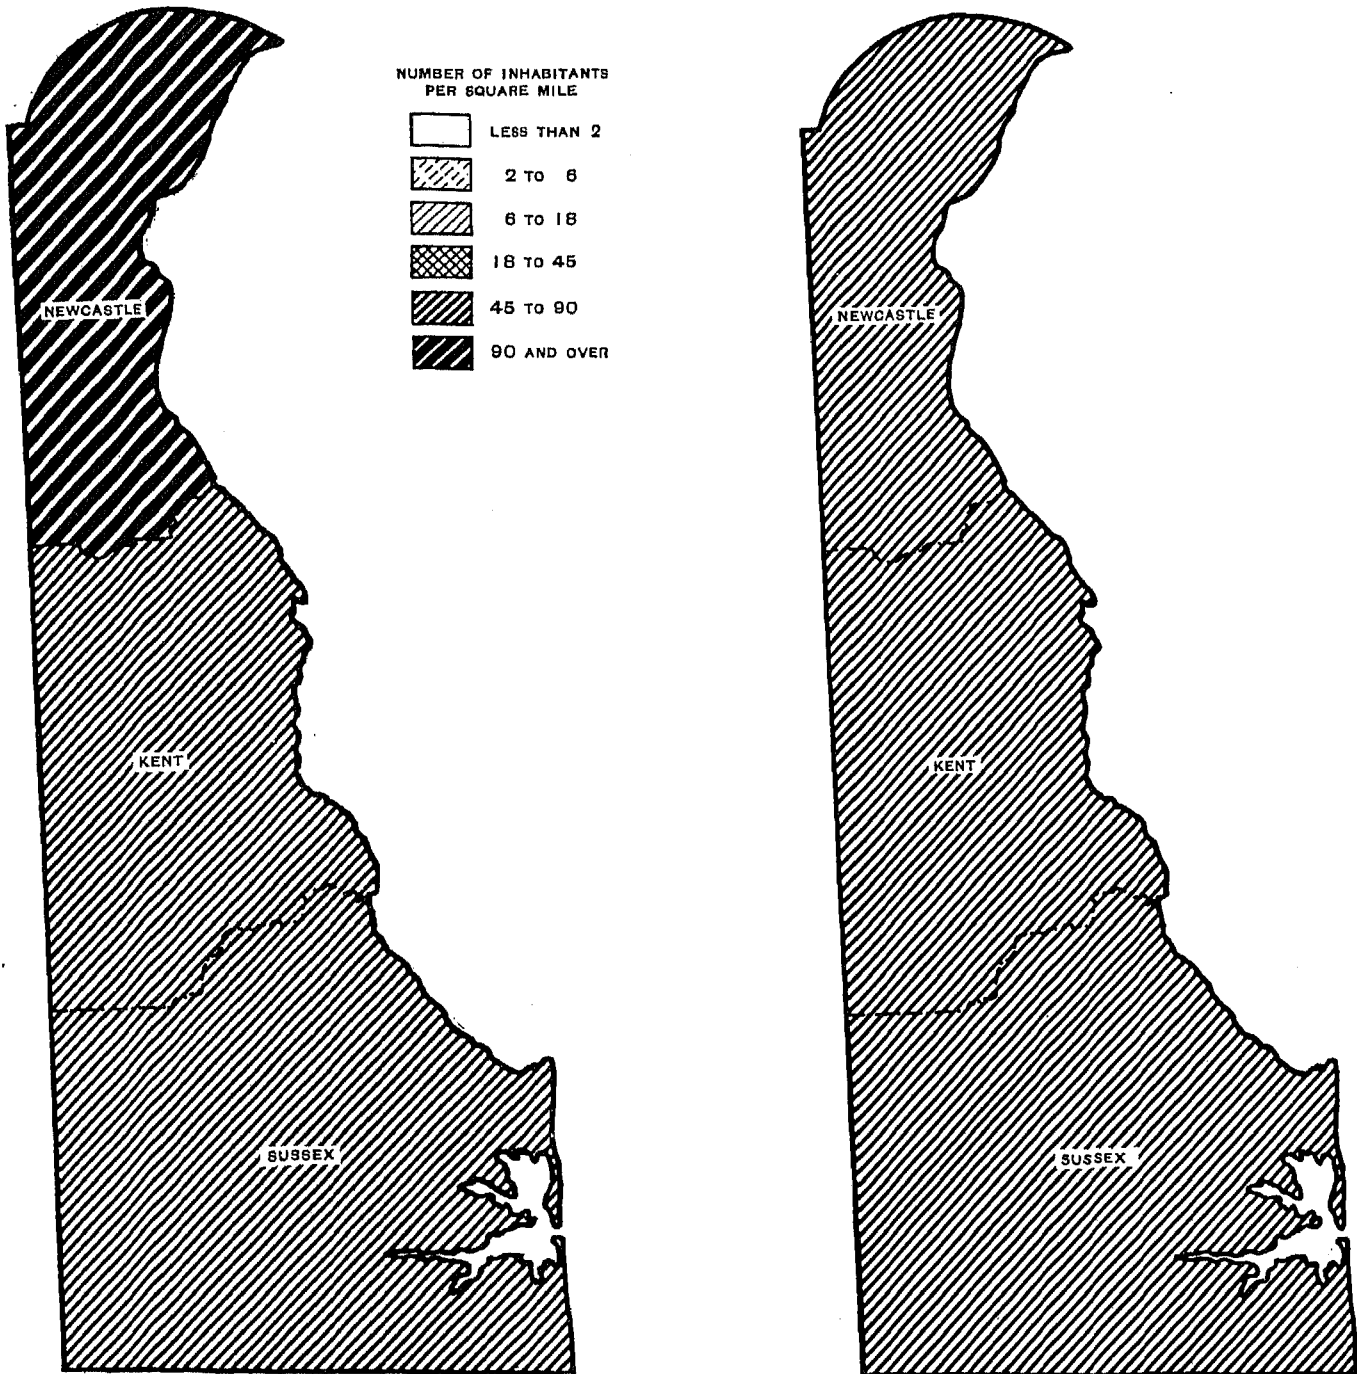 NUMBER OF INHABITANTS
PER SQUARE MILE
LESS THAN 2
2 TO 6
6 TO 18
18 TO 45
45 TO 90
90 AND OVER
NEWCASTLE
KENT
SUSSEX
NEWCASTLE
KENT
SUSSEX